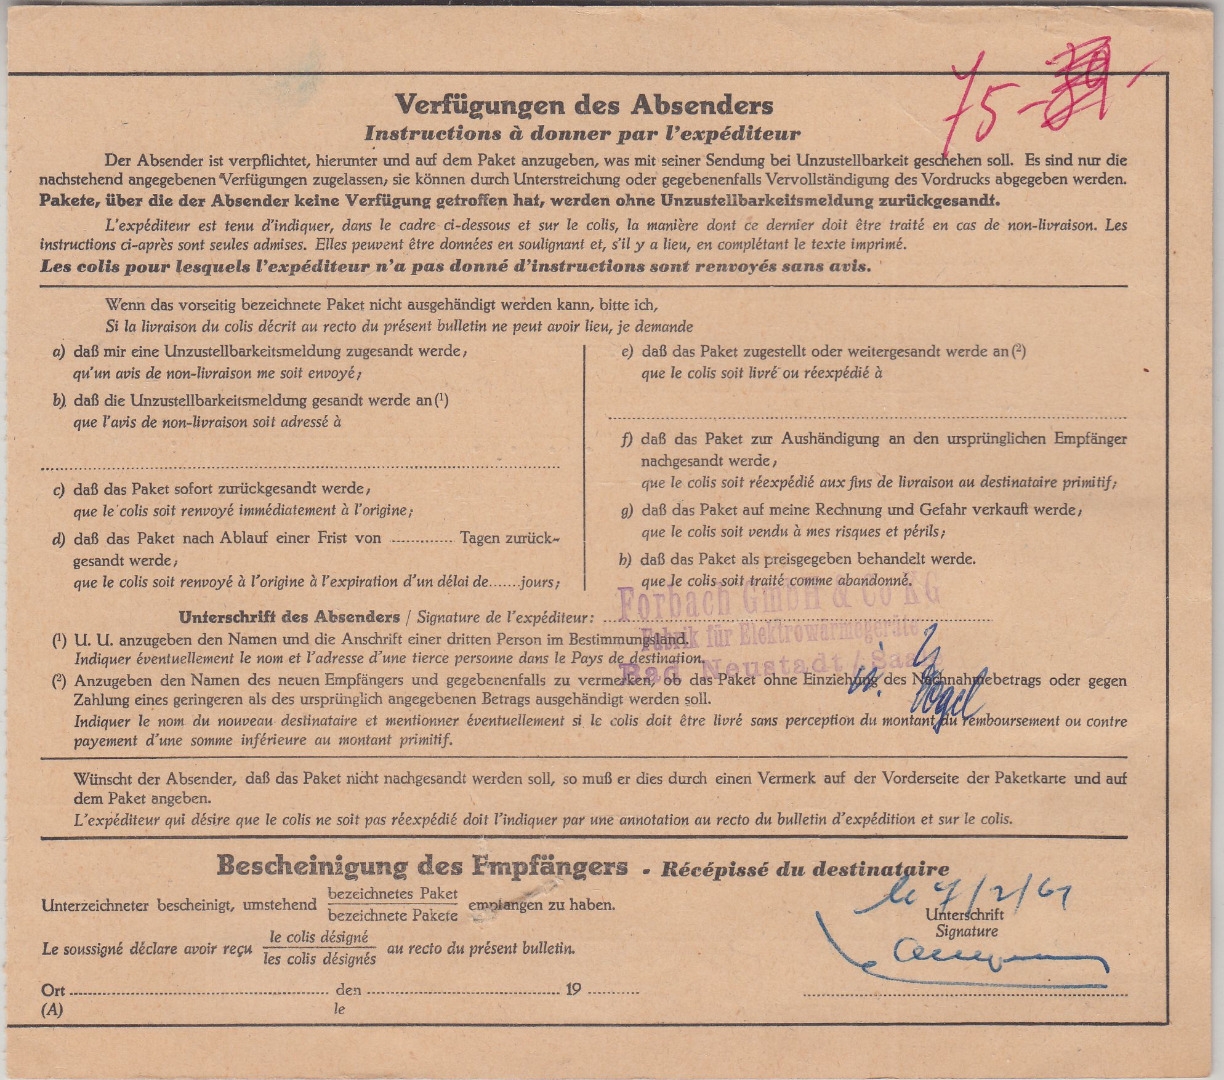 75-
Verfügungen des Absenders
Instructions à donner par l'expéditeur
Der Absender ist verpflichtet, hierunter und auf dem Paket anzugeben, was mit seiner Sendung bei Unzustellbarkeit geschehen soll. Es sind nur die
nachstehend angegebenen Verfügungen zugelassen, sie können durch Unterstreichung oder gegebenenfalls Vervollständigung des Vordrucks abgegeben werden.
Pakete, über die der Absender keine Verfügung getroffen hat, werden ohne Unzustellbarkeitsmeldung zurückgesandt.
L'expéditeur est tenu d'indiquer, dans le cadre ci-dessous et sur le colis, la manière dont ce dernier doit être traité en cas de non-livraison. Les
instructions ci-après sont seules admises. Elles peuvent être données en soulignant et, s'il y a lieu, en complétant le texte imprimé.
Les colis pour lesquels l'expéditeur n'a pas donné d'instructions sont renvoyés sans avis.
Wenn das vorseitig bezeichnete Paket nicht ausgehändigt werden kann, bitte ich,
Si la livraison du colis décrit au recto du présent bulletin ne peut avoir lieu, je demande
a) daß mir eine Unzustellbarkeitsmeldung zugesandt werde,
qu'un avis de non-livraison me soit envoyé;
b) daß die Unzustellbarkeitsmeldung gesandt werde an (1)
que l'avis de non-livraison soit adressé à
c) daß das Paket sofort zurückgesandt werde,
que le colis soit renvoyé immédiatement à l'origine;
d) daß das Paket nach Ablauf einer Frist von ............ Tagen zurück-
gesandt werde,
que le colis soit renvoyé à l'origine à l'expiration d'un délai de......jours;
e) daß das Paket zugestellt oder weitergesandt werde an (2)
que le colis soit livré ou réexpédié à
f) daß das Paket zur Aushändigung an den ursprünglichen Empfänger
nachgesandt werde,
que le colis soit réexpédié aux fins de livraison au destinataire primitif;
g) daß das Paket auf meine Rechnung und Gefahr verkauft werde,
que le colis soit vendu à mes risques et périls;
h) daß das Paket als preisgegeben behandelt werde.
que le colis soit traité comme abandonné.
Unterschrift des Absenders / Signature de l'expéditeur:
Forbach GmbH & Co KG
Fabrik für Elektrowärmegeräte
Bad Neustadt / Saale
Vogel
(1) U. U. anzugeben den Namen und die Anschrift einer dritten Person im Bestimmungsland.
Indiquer éventuellement le nom et l'adresse d'une tierce personne dans le Pays de destination.
(2) Anzugeben den Namen des neuen Empfängers und gegebenenfalls zu vermerken, ob das Paket ohne Einziehung des Nachnahmebetrags oder gegen
Zahlung eines geringeren als des ursprünglich angegebenen Betrags ausgehändigt werden soll.
Indiquer le nom du nouveau destinataire et mentionner éventuellement si le colis doit être livré sans perception du montant du remboursement ou contre
payement d'une somme inférieure au montant primitif.
Wünscht der Absender, daß das Paket nicht nachgesandt werden soll, so muß er dies durch einen Vermerk auf der Vorderseite der Paketkarte und auf
dem Paket angeben.
L'expéditeur qui désire que le colis ne soit pas réexpédié doit l'indiquer par une annotation au recto du bulletin d'expédition et sur le colis.
Bescheinigung des Empfängers - Récépissé du destinataire
Unterzeichneter bescheinigt, umstehend bezeichnetes Paket / bezeichnete Pakete empfangen zu haben.
le 7/2/61
Unterschrift
Signature
Le soussigné déclare avoir reçu le colis désigné / les colis désignés au recto du présent bulletin.
Ort ............ den ............ 19 ............
(A) le